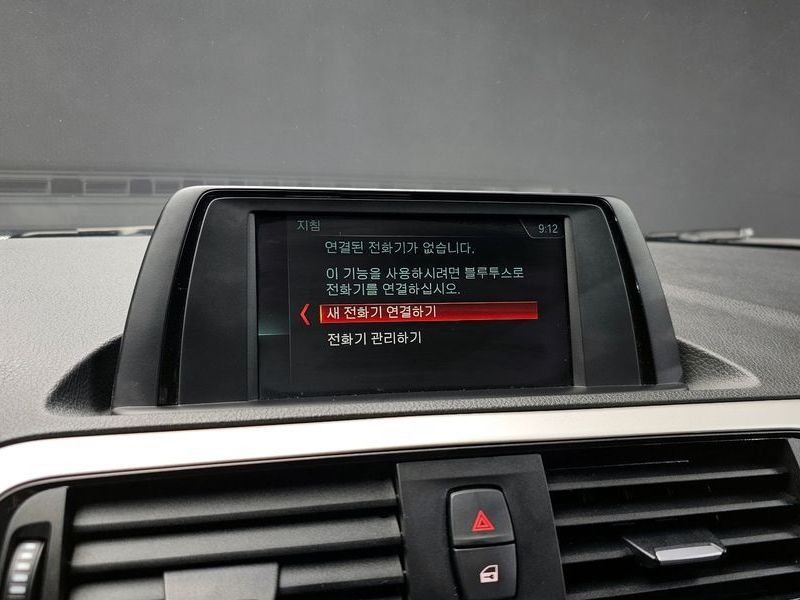 지침
9:12
연결된 전화기가 없습니다.
이 기능을 사용하시려면 블루투스로
전화기를 연결하십시오.
새 전화기 연결하기
전화기 관리하기